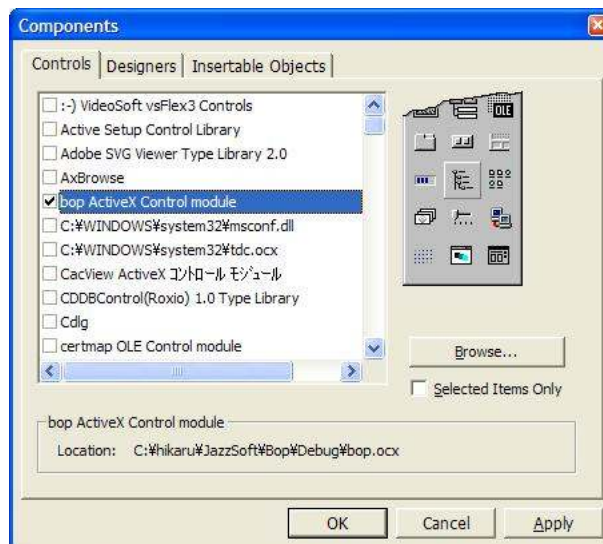 Components
Controls
Designers
Insertable Objects
:-) VideoSoft vsFlex3 Controls
Active Setup Control Library
Adobe SVG Viewer Type Library 2.0
AxBrowse
bop ActiveX Control module
C:¥WINDOWS¥system32¥msconf.dll
C:¥WINDOWS¥system32¥tdc.ocx
CacView ActiveX コントロール モジュール
CDDBControl(Roxio) 1.0 Type Library
Cdlg
certmap OLE Control module
OLE
Browse...
Selected Items Only
bop ActiveX Control module
Location: C:¥hikaru¥JazzSoft¥Bop¥Debug¥bop.ocx
OK
Cancel
Apply